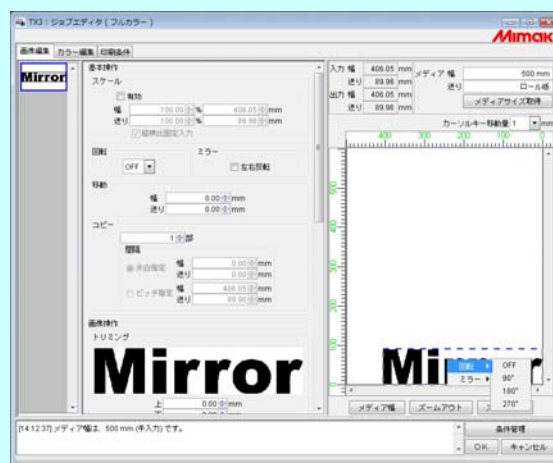 TX3 : ジョブエディタ ( フルカラー )
Mimaki
画像編集 カラー編集 印刷条件
Mirror
基本操作
スケール
有効
幅 100.00 % 406.05 mm
送り 100.00 % 89.96 mm
縦横比固定入力
回転 ミラー
OFF 左右反転
移動
幅 0.00 mm
送り 0.00 mm
コピー
1 部
間隔
余白指定 幅 0.00 mm
送り 0.00 mm
ピッチ指定 幅 406.05 mm
送り 89.96 mm
画像操作
トリミング
Mirror
上 0.00 mm
入力 幅 406.05 mm
送り 89.96 mm
出力 幅 406.05 mm
送り 89.96 mm
メディア 幅 500 mm
送り ロール紙
メディアサイズ取得
カーソルキー移動量 1 mm
400 300 200 100 0
500
400
300
200
100
0
回転 OFF
ミラー 90°
180°
270°
メディア幅 ズームアウト
[14:12:37] メディア幅は、500 mm (手入力) です。
条件管理
OK キャンセル